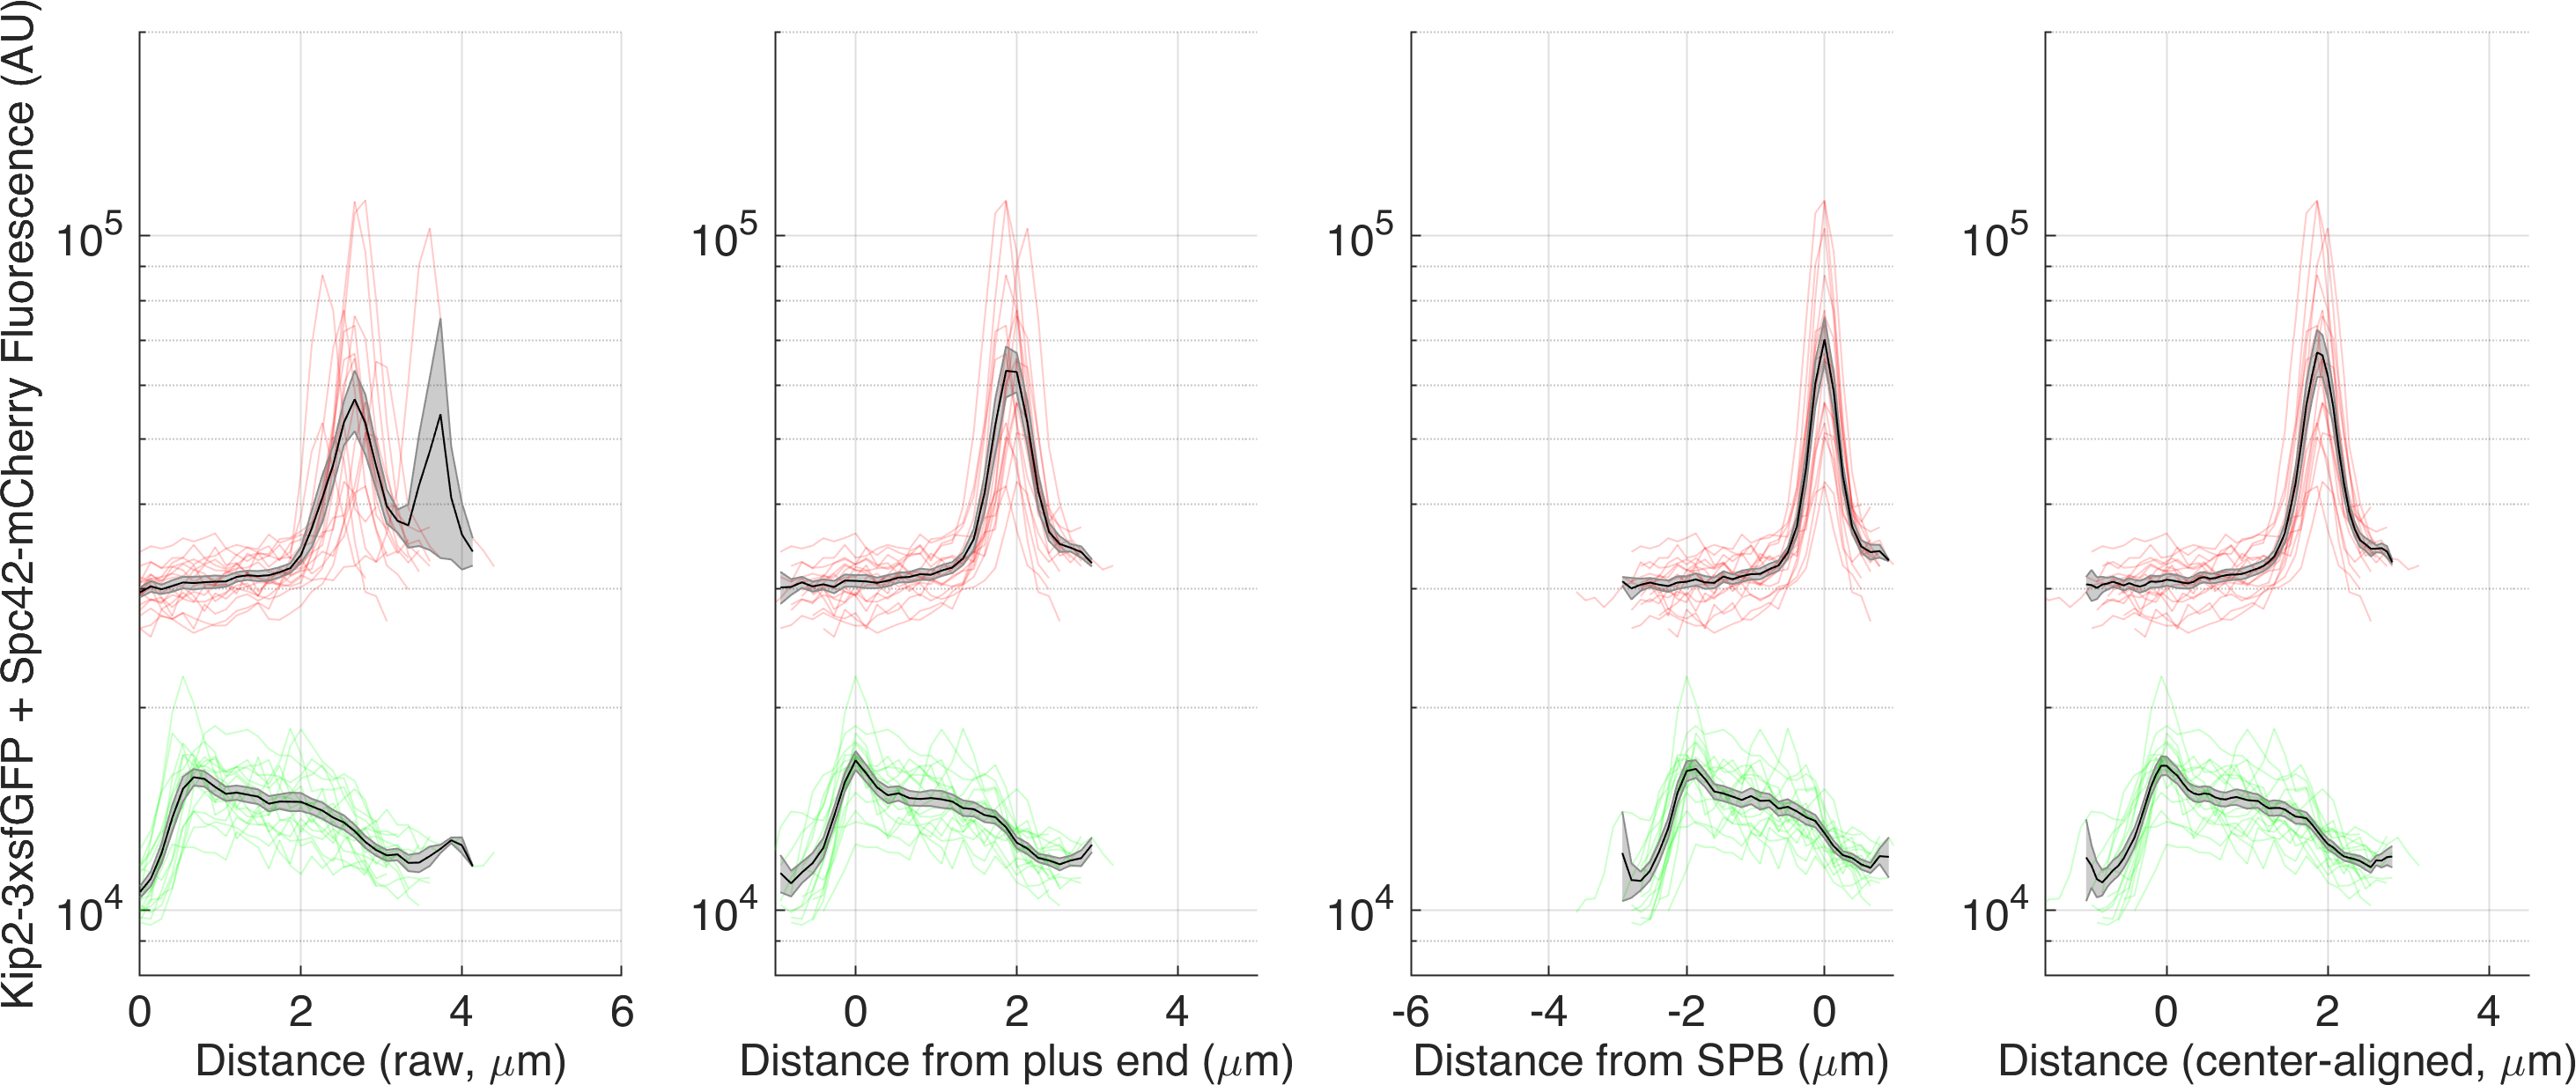 Kip2-3xsfGFP + Spc42-mCherry Fluorescence (AU)
10^5 10^5 10^5 10^5
10^4 10^4 10^4 10^4
0 2 4 6 0 2 4 -6 -4 -2 0 0 2 4
Distance (raw, μm) Distance from plus end (μm) Distance from SPB (μm) Distance (center-aligned, μm)